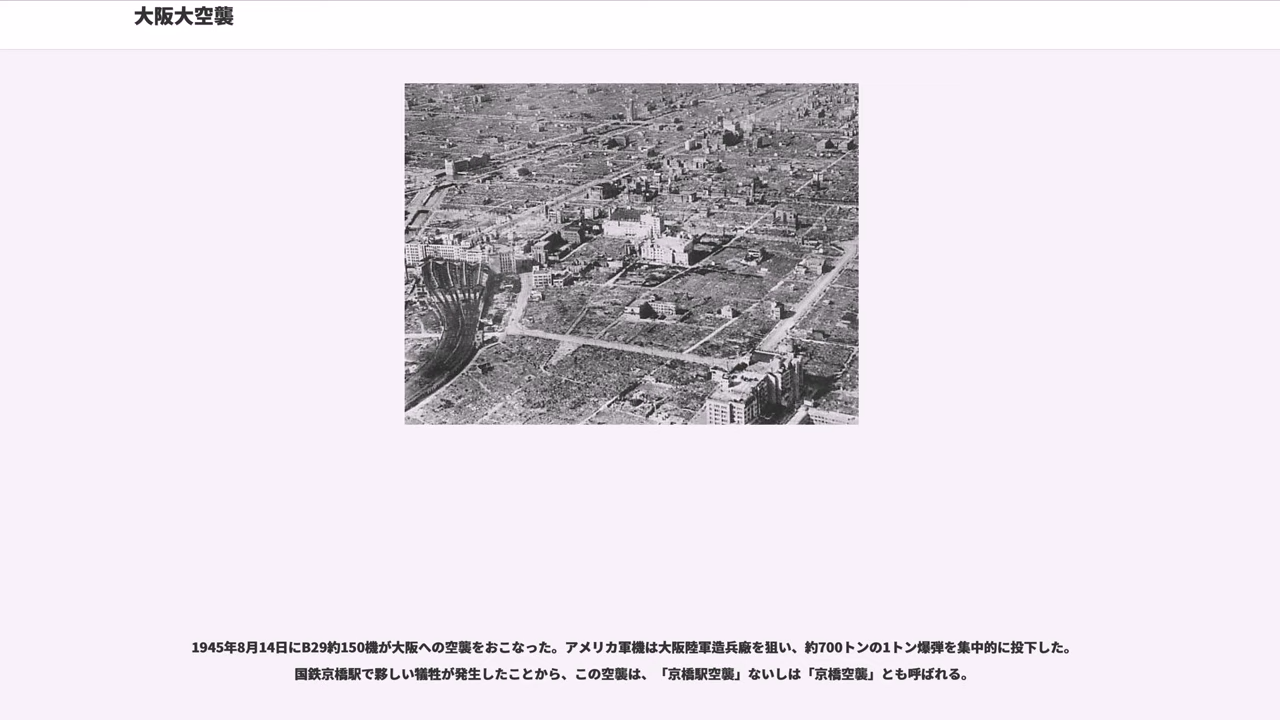 大阪大空襲
1945年8月14日にB29約150機が大阪への空襲をおこなった。アメリカ軍機は大阪陸軍造兵廠を狙い、約700トンの1トン爆弾を集中的に投下した。
国鉄京橋駅で夥しい犠牲が発生したことから、この空襲は、「京橋駅空襲」ないしは「京橋空襲」とも呼ばれる。